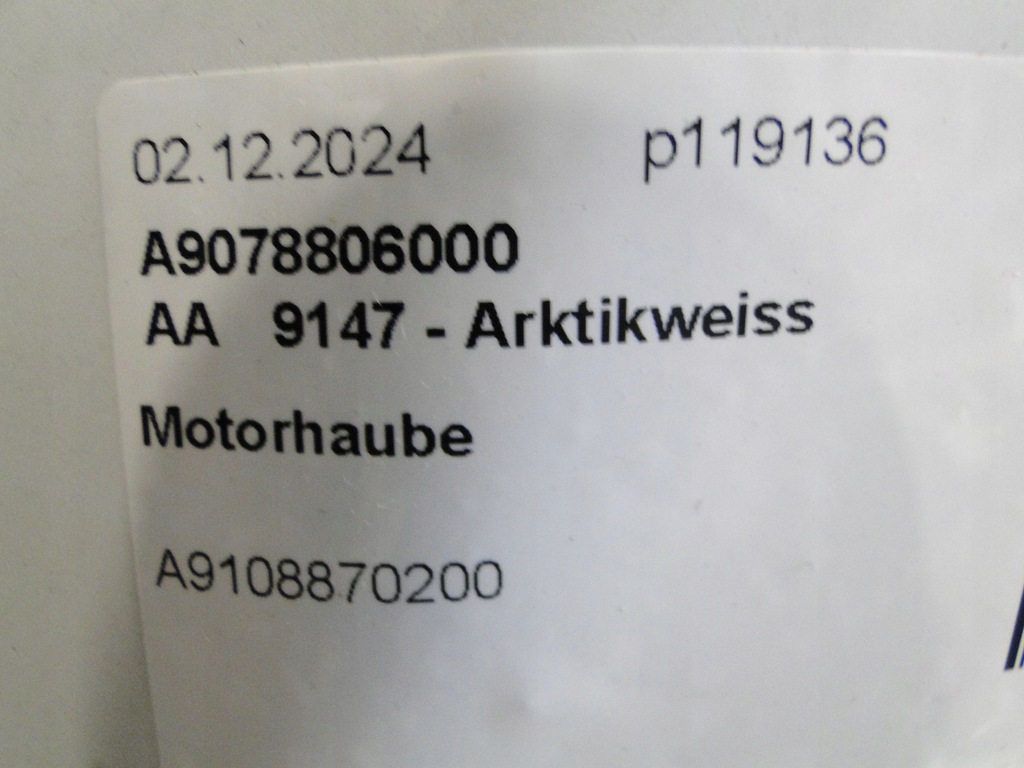 02.12.2024 p119136
A9078806000
AA 9147 - Arktikweiss
Motorhaube
A9108870200